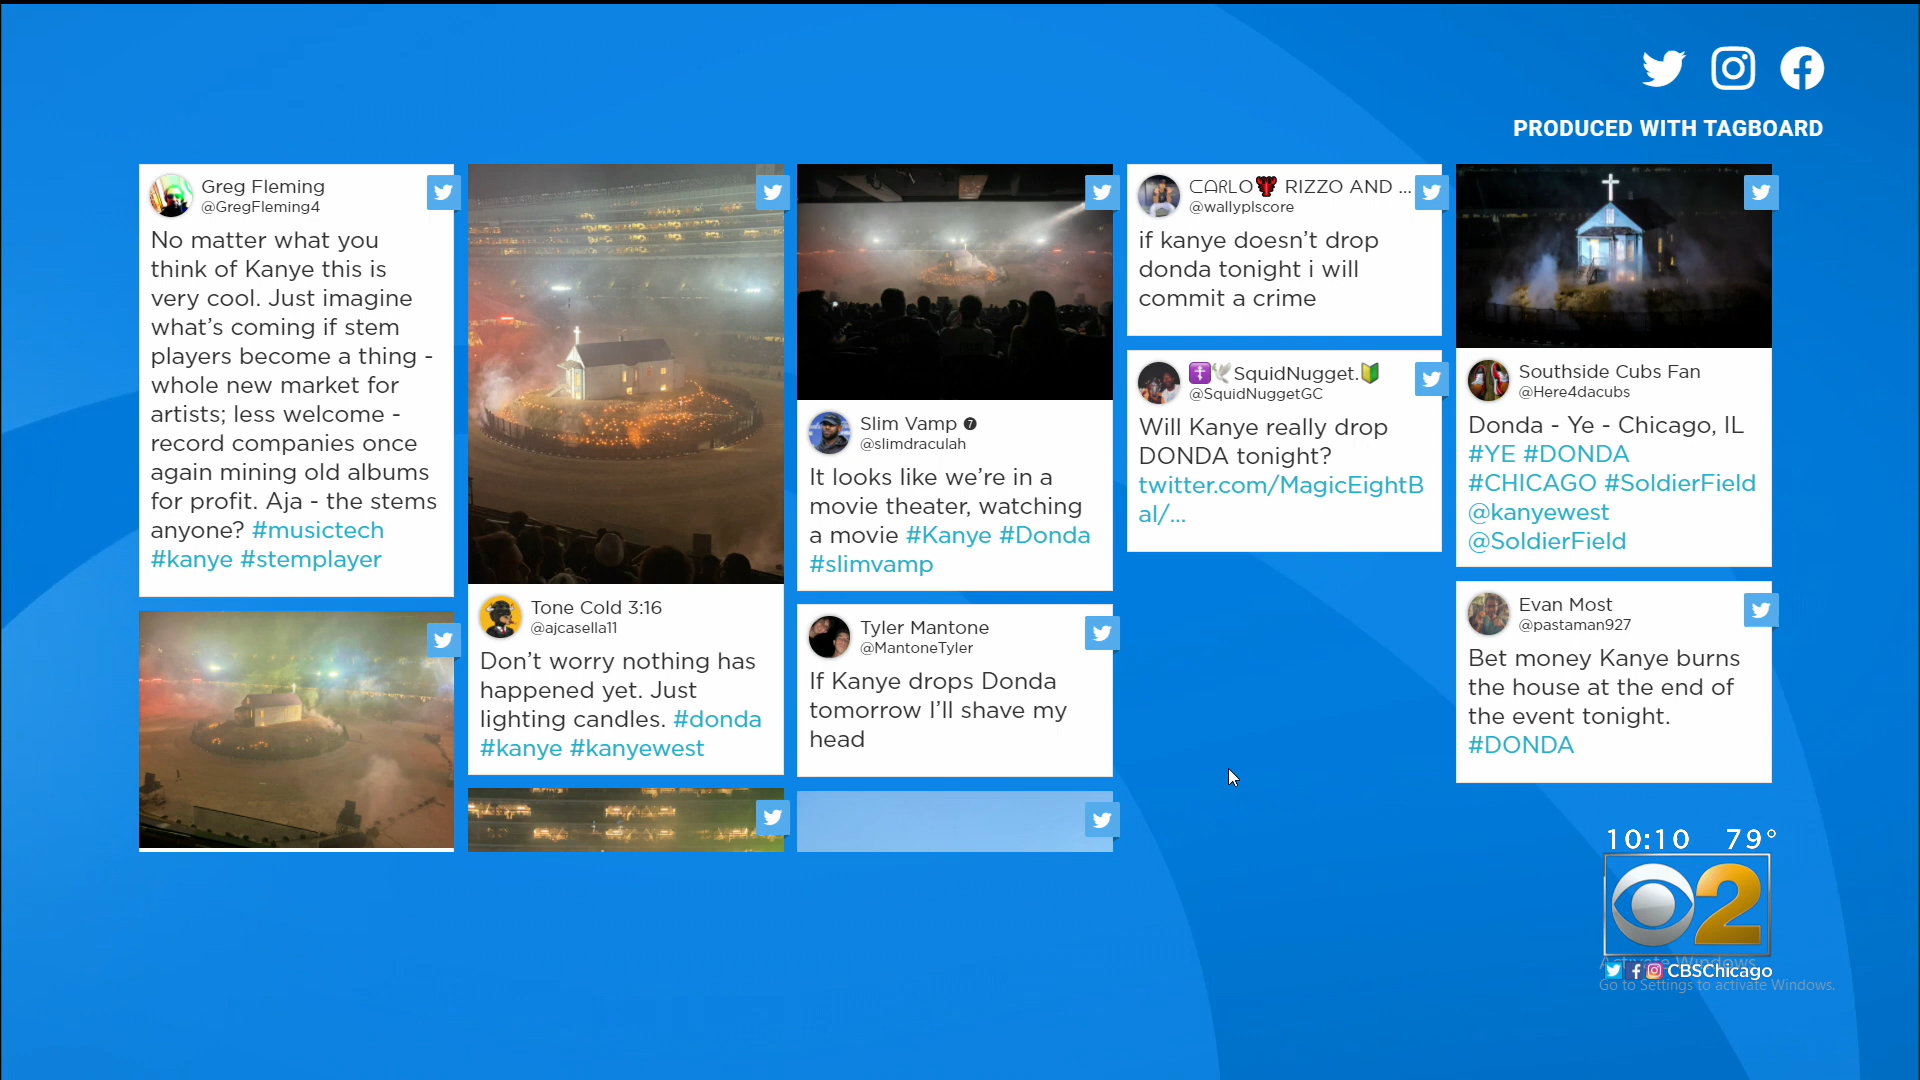 PRODUCED WITH TAGBOARD
Greg Fleming
@GregFleming4
No matter what you
think of Kanye this is
very cool. Just imagine
what’s coming if stem
players become a thing -
whole new market for
artists; less welcome -
record companies once
again mining old albums
for profit. Aja - the stems
anyone? #musictech
#kanye #stemplayer
Tone Cold 3:16
@ajcasella11
Don’t worry nothing has
happened yet. Just
lighting candles. #donda
#kanye #kanyewest
Slim Vamp ❼
@slimdraculah
It looks like we’re in a
movie theater, watching
a movie #Kanye #Donda
#slimvamp
Tyler Mantone
@MantoneTyler
If Kanye drops Donda
tomorrow I’ll shave my
head
CARLO RIZZO AND ...
@wallyplscore
if kanye doesn’t drop
donda tonight i will
commit a crime
SquidNugget.
@SquidNuggetGC
Will Kanye really drop
DONDA tonight?
twitter.com/MagicEightB
al/...
Southside Cubs Fan
@Here4dacubs
Donda - Ye - Chicago, IL
#YE #DONDA
#CHICAGO #SoldierField
@kanyewest
@SoldierField
Evan Most
@pastaman927
Bet money Kanye burns
the house at the end of
the event tonight.
#DONDA
10:10 79°
2
Activate Windows
CBSChicago
Go to Settings to activate Windows.